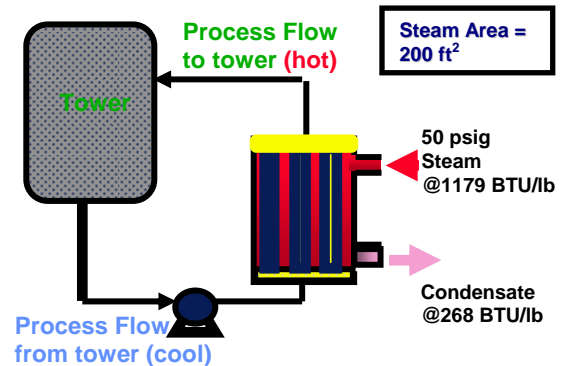 Process Flow
to tower (hot)
Steam Area =
200 ft²
Tower
50 psig
Steam
@1179 BTU/lb
Condensate
@268 BTU/lb
Process Flow
from tower (cool)